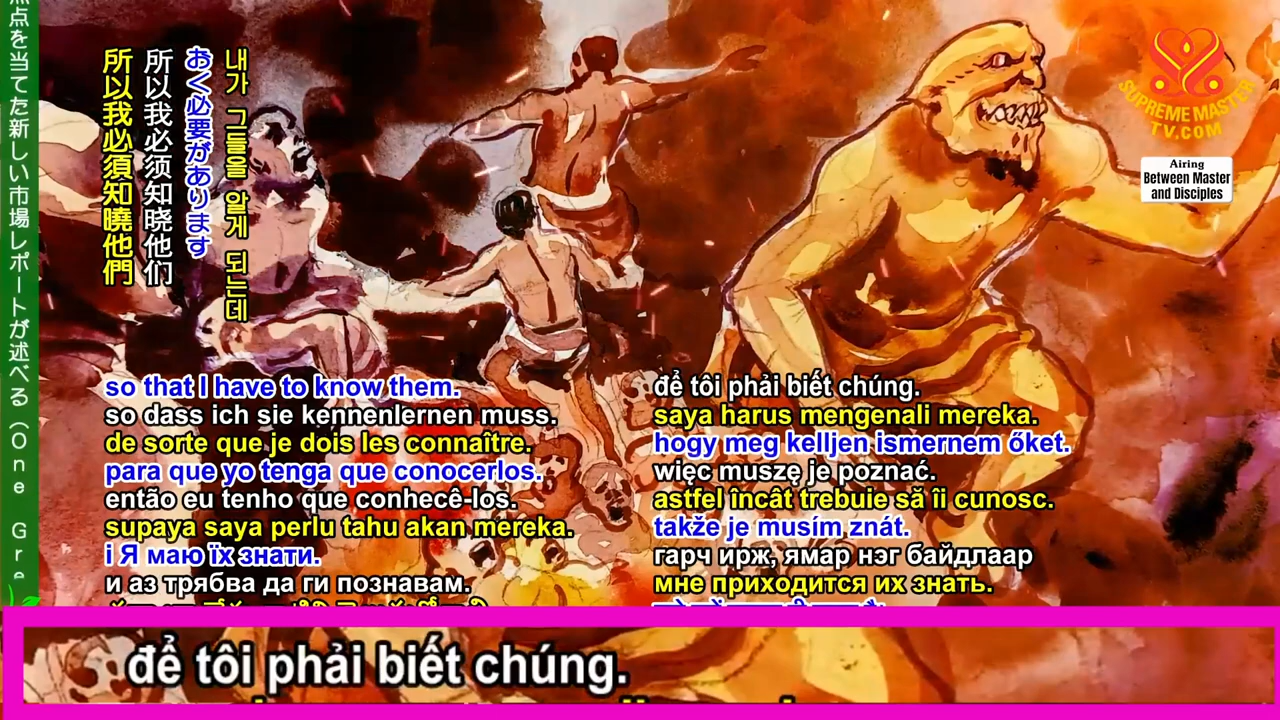 点を当てた新しい市場レポートが述べる（One Gre
所以我必須知曉他們
所以我必须知晓他们
おく必要があります
내가 그들을 알게 되는데
SUPREME MASTER
TV.COM
Airing
Between Master
and Disciples
so that I have to know them.
so dass ich sie kennenlernen muss.
de sorte que je dois les connaître.
para que yo tenga que conocerlos.
então eu tenho que conhecê-los.
supaya saya perlu tahu akan mereka.
і Я маю їх знати.
и аз трябва да ги познавам.
để tôi phải biết chúng.
saya harus mengenali mereka.
hogy meg kelljen ismernem őket.
więc muszę je poznać.
astfel încât trebuie să îi cunosc.
takže je musím znát.
гарч ирж, ямар нэг байдлаар
мне приходится их знать.
để tôi phải biết chúng.